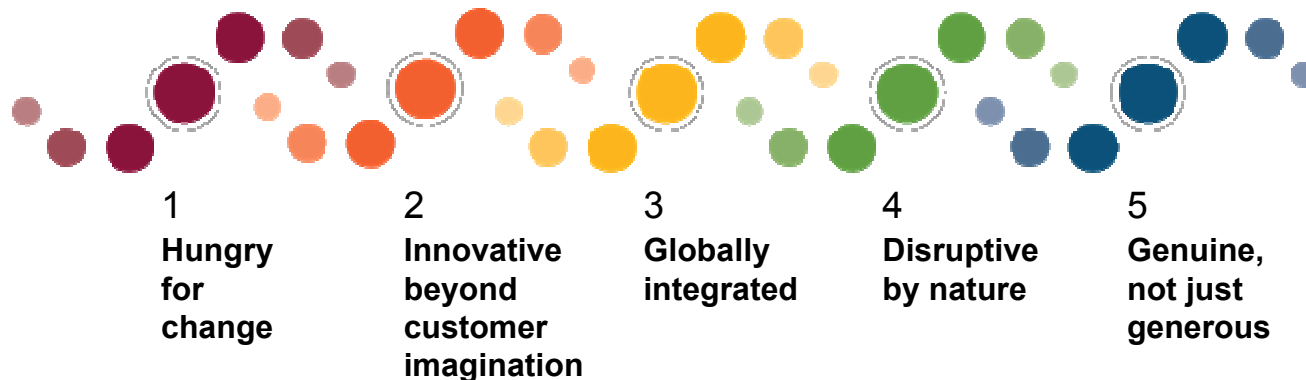 1
Hungry
for
change
2
Innovative
beyond
customer
imagination
3
Globally
integrated
4
Disruptive
by nature
5
Genuine,
not just
generous